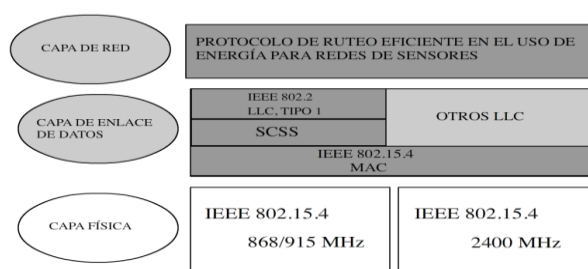 CAPA DE RED
PROTOCOLO DE RUTEO EFICIENTE EN EL USO DE
ENERGÍA PARA REDES DE SENSORES
CAPA DE ENLACE
DE DATOS
IEEE 802.2
LLC, TIPO 1
OTROS LLC
SCSS
IEEE 802.15.4
MAC
CAPA FÍSICA
IEEE 802.15.4
868/915 MHz
IEEE 802.15.4
2400 MHz